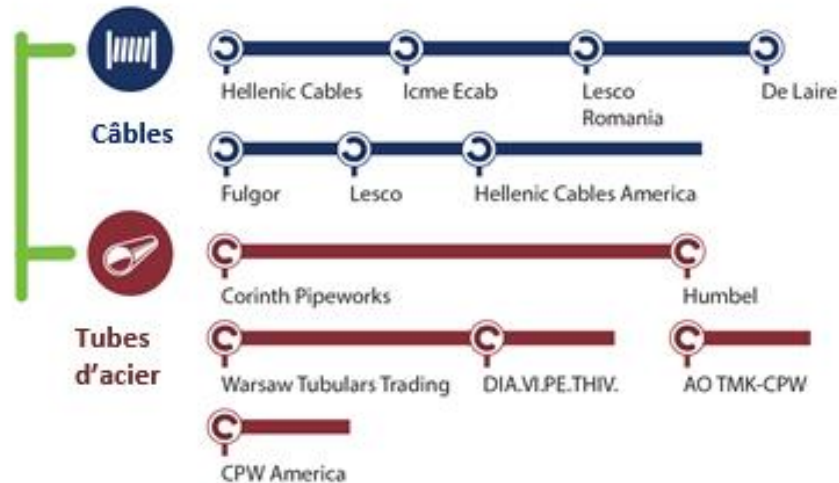 Hellenic Cables Icme Ecab Lesco Romania De Laire
Câbles
Fulgor Lesco Hellenic Cables America
Corinth Pipeworks Humbel
Tubes
d'acier
Warsaw Tubulars Trading DIA.VI.PE.THIV. AO TMK-CPW
CPW America